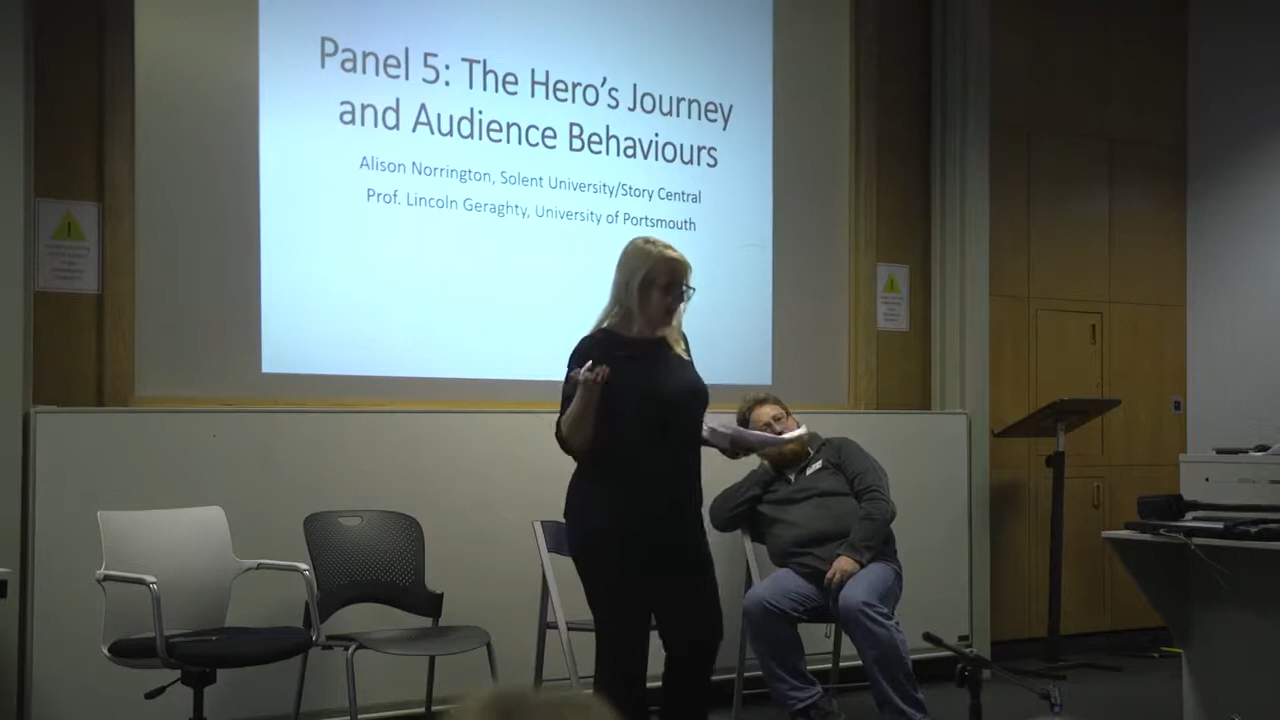 Panel 5: The Hero's Journey
and Audience Behaviours
Alison Norrington, Solent University/Story Central
Prof. Lincoln Geraghty, University of Portsmouth